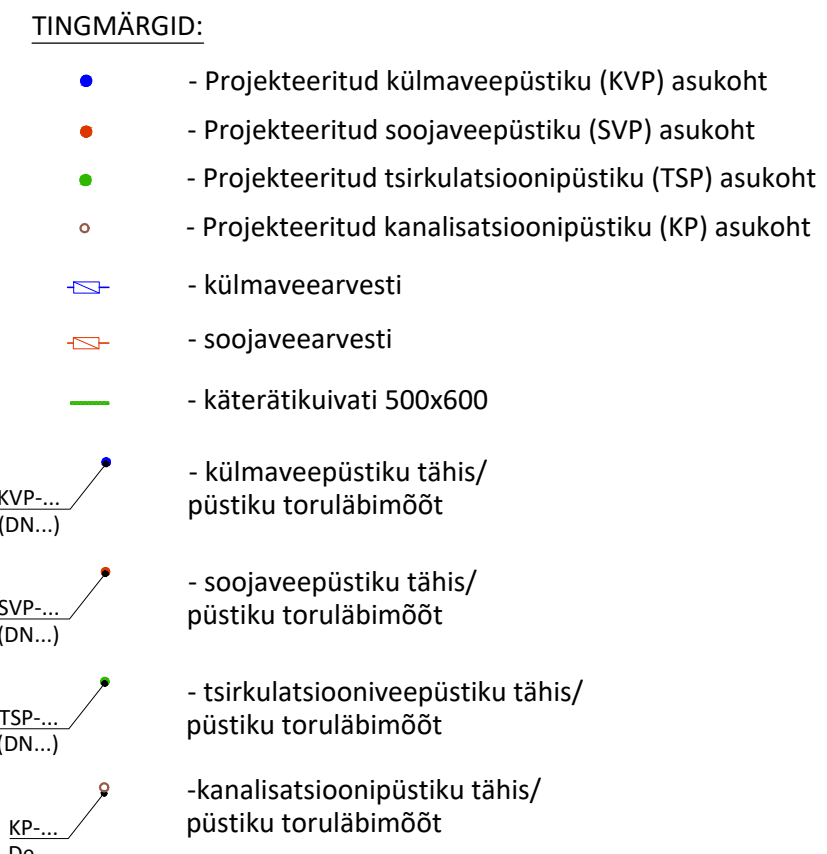 TINGMÄRGID:
- Projekteeritud külmaveepüstiku (KVP) asukoht
- Projekteeritud soojaveepüstiku (SVP) asukoht
- Projekteeritud tsirkulatsioonipüstiku (TSP) asukoht
- Projekteeritud kanalisatsioonipüstiku (KP) asukoht
- külmaveearvesti
- soojaveearvesti
- käterätikuivati 500x600
KVP-...
(DN...)
- külmaveepüstiku tähis/
püstiku toruläbimõõt
SVP-...
(DN...)
- soojaveepüstiku tähis/
püstiku toruläbimõõt
TSP-...
(DN...)
- tsirkulatsiooniveepüstiku tähis/
püstiku toruläbimõõt
KP-...
-kanalisatsioonipüstiku tähis/
püstiku toruläbimõõt